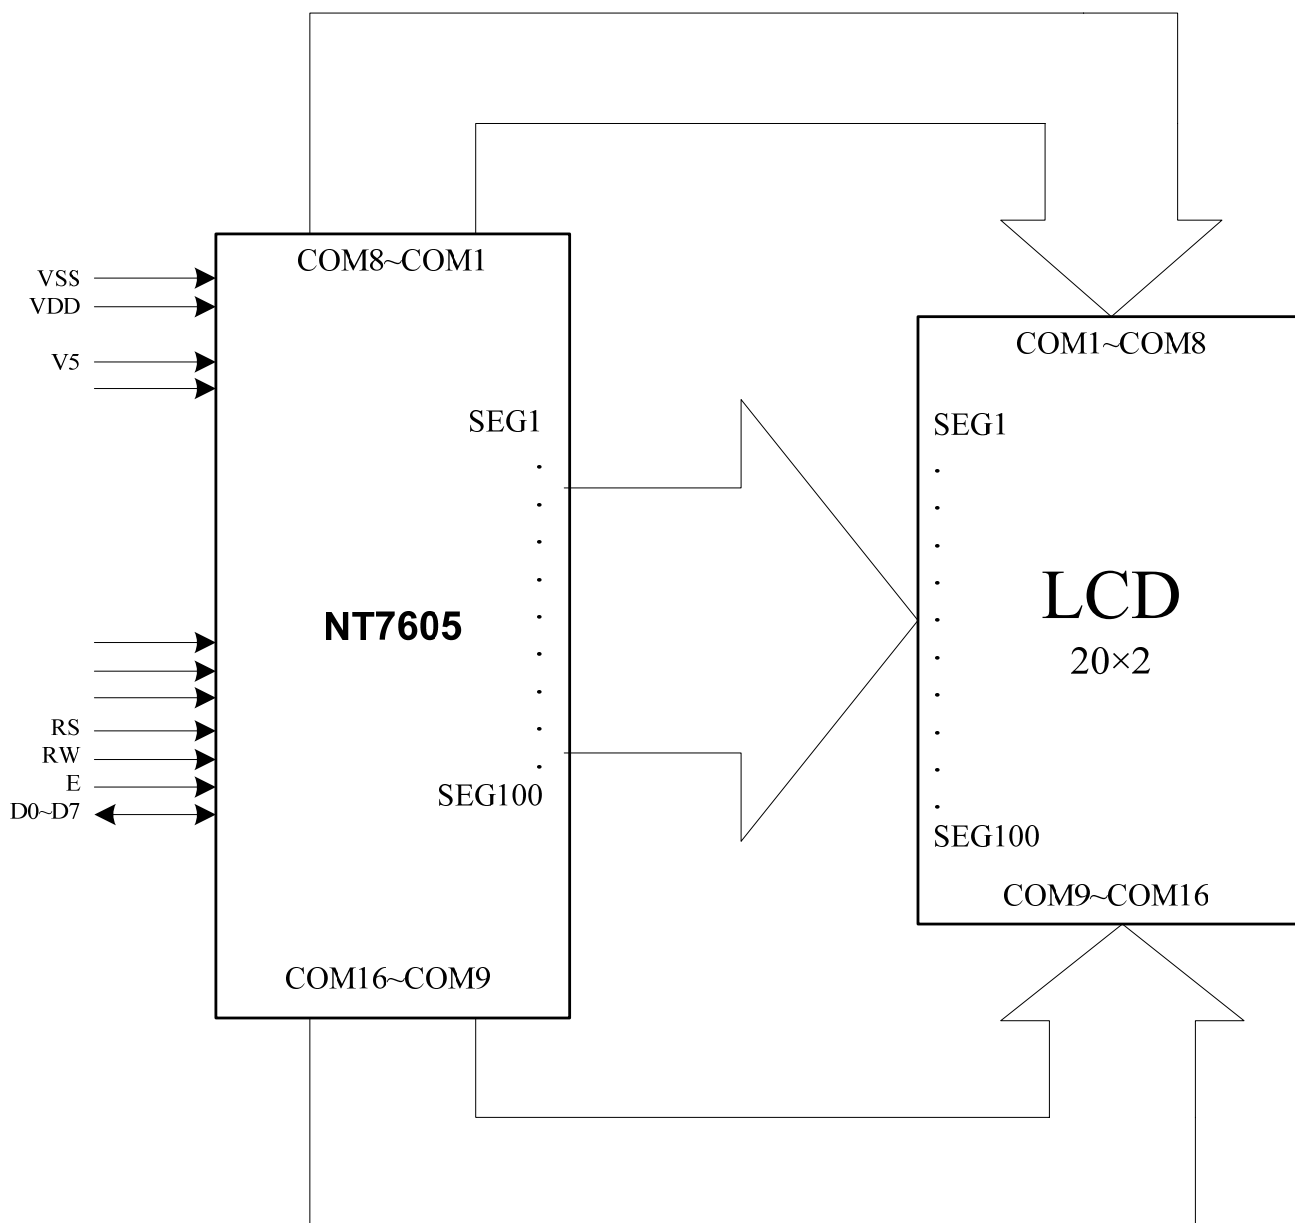 COM8~COM1
VSS
VDD
V5
COM1~COM8
SEG1
SEG1
NT7605
LCD
20×2
RS
RW
E
D0~D7
SEG100
SEG100
COM9~COM16
COM16~COM9